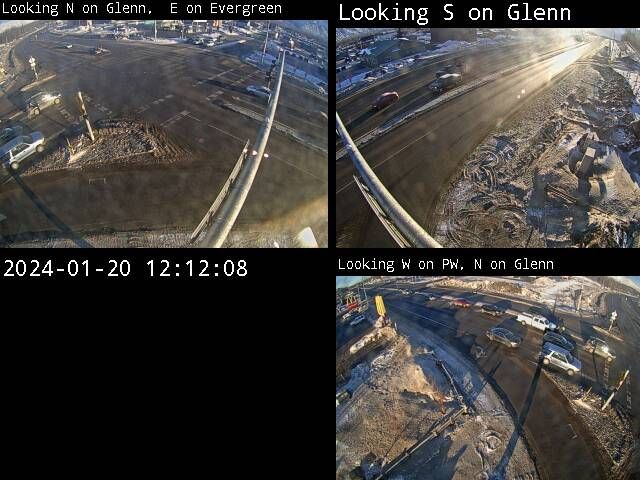 Looking N on Glenn,  E on Evergreen
Looking S on Glenn
2024-01-20 12:12:08
Looking W on PW, N on Glenn